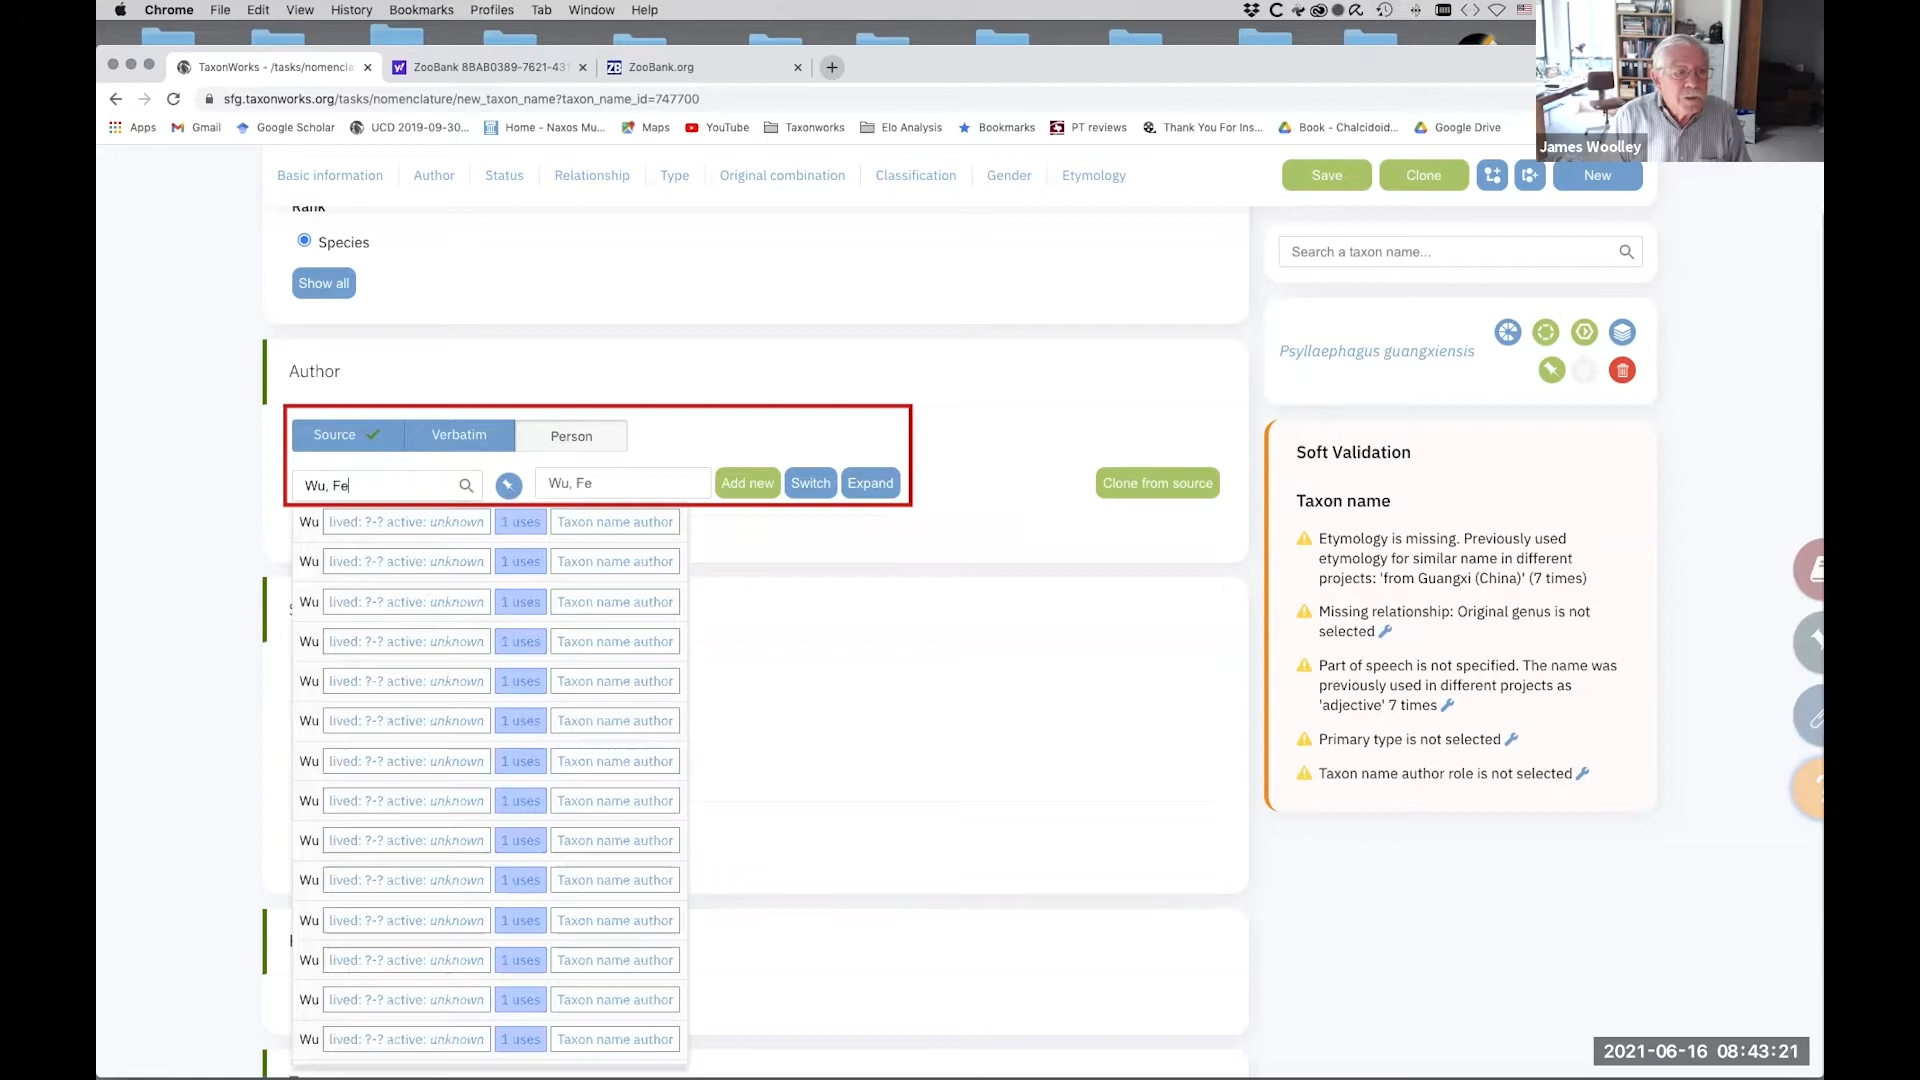 Chrome File Edit View History Bookmarks Profiles Tab Window Help
TaxonWorks - /tasks/nomencla
ZooBank 8BAB0389-7621-431
ZooBank.org
sfg.taxonworks.org/tasks/nomenclature/new_taxon_name?taxon_name_id=747700
Apps Gmail Google Scholar UCD 2019-09-30... Home - Naxos Mu... Maps YouTube Taxonworks Elo Analysis Bookmarks PT reviews Thank You For Ins... Book - Chalcidoid... Google Drive
James Woolley
Basic information Author Status Relationship Type Original combination Classification Gender Etymology
Save Clone New
Rank
Species
Show all
Author
Source Verbatim Person
Wu, Fe
Wu, Fe
Add new Switch Expand
Clone from source
Wu lived: ?-? active: unknown 1 uses Taxon name author
Wu lived: ?-? active: unknown 1 uses Taxon name author
Wu lived: ?-? active: unknown 1 uses Taxon name author
Wu lived: ?-? active: unknown 1 uses Taxon name author
Wu lived: ?-? active: unknown 1 uses Taxon name author
Wu lived: ?-? active: unknown 1 uses Taxon name author
Wu lived: ?-? active: unknown 1 uses Taxon name author
Wu lived: ?-? active: unknown 1 uses Taxon name author
Wu lived: ?-? active: unknown 1 uses Taxon name author
Wu lived: ?-? active: unknown 1 uses Taxon name author
Wu lived: ?-? active: unknown 1 uses Taxon name author
Wu lived: ?-? active: unknown 1 uses Taxon name author
Wu lived: ?-? active: unknown 1 uses Taxon name author
Wu lived: ?-? active: unknown 1 uses Taxon name author
Search a taxon name...
Psyllaephagus guangxiensis
Soft Validation
Taxon name
Etymology is missing. Previously used
etymology for similar name in different
projects: 'from Guangxi (China)' (7 times)
Missing relationship: Original genus is not
selected
Part of speech is not specified. The name was
previously used in different projects as
'adjective' 7 times
Primary type is not selected
Taxon name author role is not selected
2021-06-16 08:43:21